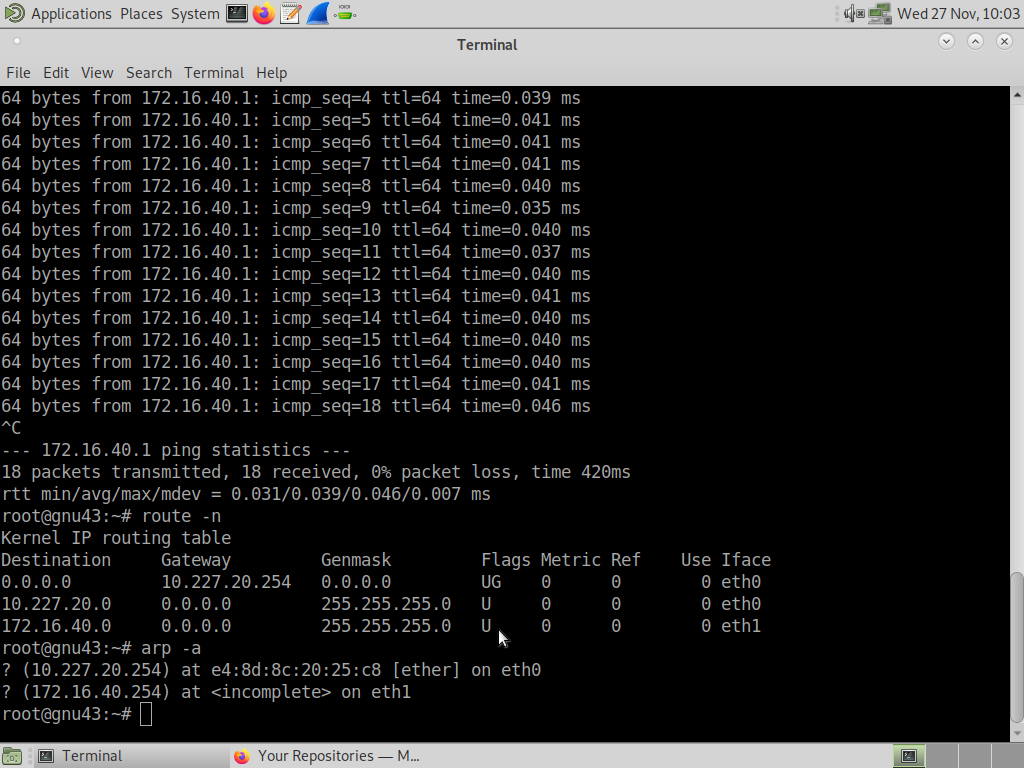 Applications Places System Wed 27 Nov, 10:03
Terminal
File Edit View Search Terminal Help
64 bytes from 172.16.40.1: icmp_seq=4 ttl=64 time=0.039 ms
64 bytes from 172.16.40.1: icmp_seq=5 ttl=64 time=0.041 ms
64 bytes from 172.16.40.1: icmp_seq=6 ttl=64 time=0.041 ms
64 bytes from 172.16.40.1: icmp_seq=7 ttl=64 time=0.041 ms
64 bytes from 172.16.40.1: icmp_seq=8 ttl=64 time=0.040 ms
64 bytes from 172.16.40.1: icmp_seq=9 ttl=64 time=0.035 ms
64 bytes from 172.16.40.1: icmp_seq=10 ttl=64 time=0.040 ms
64 bytes from 172.16.40.1: icmp_seq=11 ttl=64 time=0.037 ms
64 bytes from 172.16.40.1: icmp_seq=12 ttl=64 time=0.040 ms
64 bytes from 172.16.40.1: icmp_seq=13 ttl=64 time=0.041 ms
64 bytes from 172.16.40.1: icmp_seq=14 ttl=64 time=0.040 ms
64 bytes from 172.16.40.1: icmp_seq=15 ttl=64 time=0.040 ms
64 bytes from 172.16.40.1: icmp_seq=16 ttl=64 time=0.040 ms
64 bytes from 172.16.40.1: icmp_seq=17 ttl=64 time=0.041 ms
64 bytes from 172.16.40.1: icmp_seq=18 ttl=64 time=0.046 ms
^C
--- 172.16.40.1 ping statistics ---
18 packets transmitted, 18 received, 0% packet loss, time 420ms
rtt min/avg/max/mdev = 0.031/0.039/0.046/0.007 ms
root@gnu43:~# route -n
Kernel IP routing table
Destination     Gateway         Genmask         Flags Metric Ref    Use Iface
0.0.0.0         10.227.20.254   0.0.0.0         UG    0      0        0 eth0
10.227.20.0     0.0.0.0         255.255.255.0   U     0      0        0 eth0
172.16.40.0     0.0.0.0         255.255.255.0   U     0      0        0 eth1
root@gnu43:~# arp -a
? (10.227.20.254) at e4:8d:8c:20:25:c8 [ether] on eth0
? (172.16.40.254) at <incomplete> on eth1
root@gnu43:~#
Terminal Your Repositories — M...